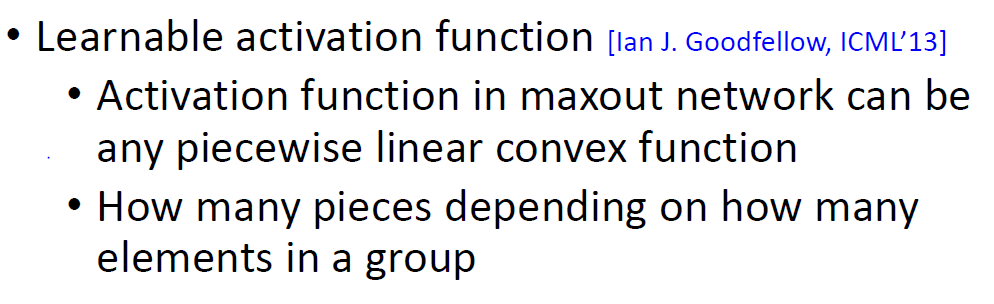 • Learnable activation function [Ian J. Goodfellow, ICML’13]
• Activation function in maxout network can be
any piecewise linear convex function
• How many pieces depending on how many
elements in a group